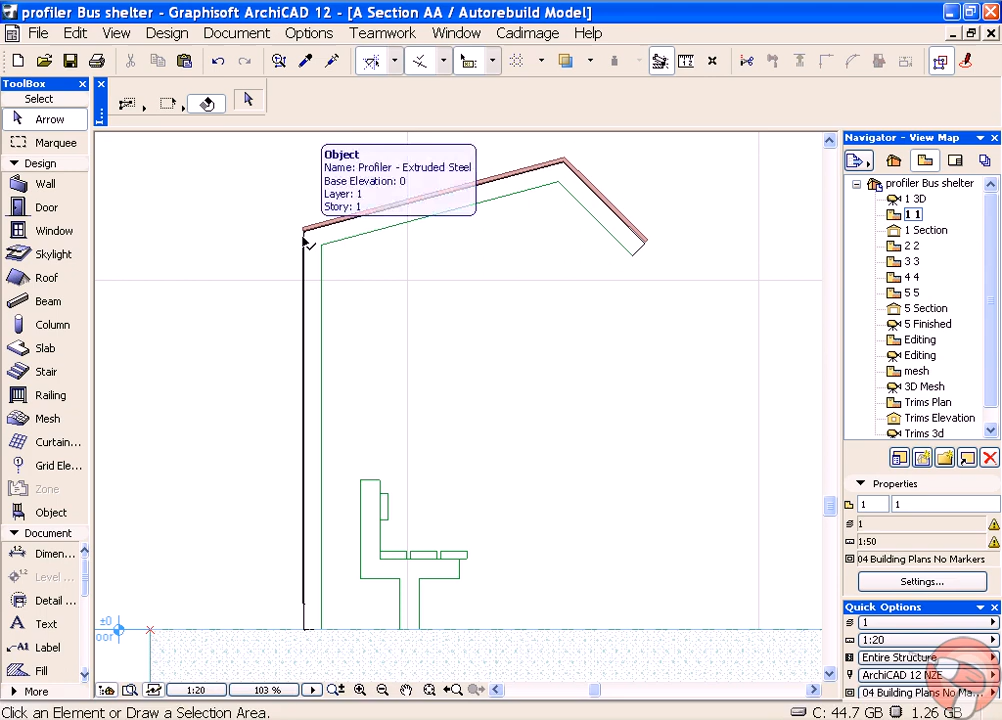 profiler Bus shelter - Graphisoft ArchiCAD 12 - [A Section AA / Autorebuild Model]
File Edit View Design Document Options Teamwork Window Cadimage Help
ToolBox
Select
Arrow
Marquee
Design
Wall
Door
Window
Skylight
Roof
Beam
Column
Slab
Stair
Railing
Mesh
Curtain...
Grid Ele...
Zone
Object
Document
Dimen...
Level ...
Detail ...
Text
A1 Label
Fill
More
Object
Name: Profiler - Extruded Steel
Base Elevation: 0
Layer: 1
Story: 1
±0
oor
1:20
103 %
Navigator - View Map
profiler Bus shelter
1 3D
1 1
1 Section
2 2
3 3
4 4
5 5
5 Section
5 Finished
Editing
Editing
mesh
3D Mesh
Trims Plan
Trims Elevation
Trims 3d
Properties
1 1
1
1:50
04 Building Plans No Markers
Settings...
Quick Options
1
1:20
Entire Structure
ArchiCAD 12 NZE
04 Building Plans No Ma...
Click an Element or Draw a Selection Area.
C: 44.7 GB 1.26 GB